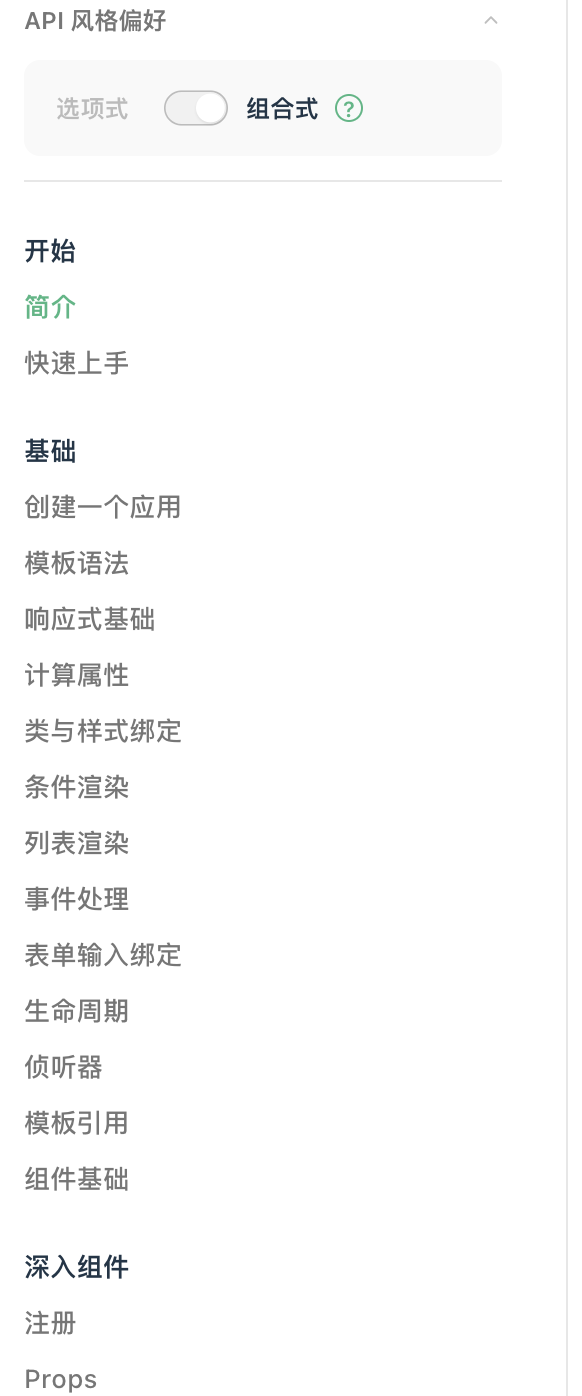 API 风格偏好
选项式 组合式 ?
开始
简介
快速上手
基础
创建一个应用
模板语法
响应式基础
计算属性
类与样式绑定
条件渲染
列表渲染
事件处理
表单输入绑定
生命周期
侦听器
模板引用
组件基础
深入组件
注册
Props